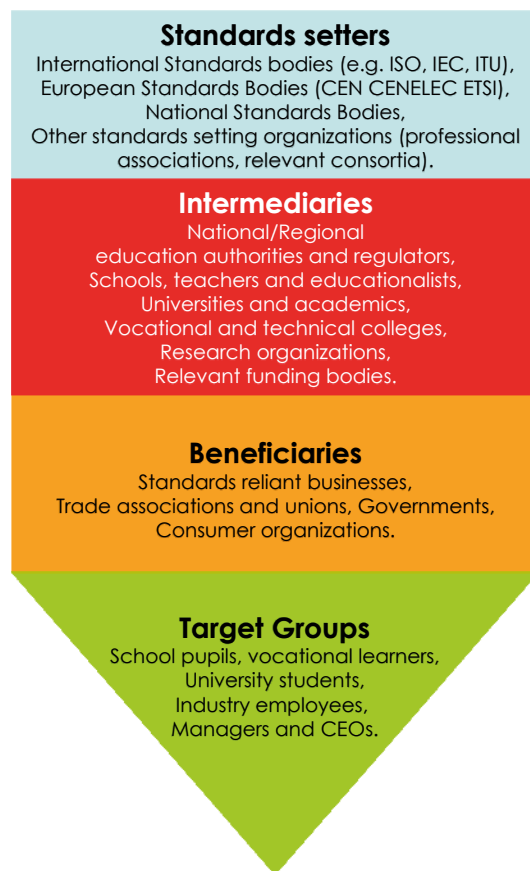 Standards setters
International Standards bodies (e.g. ISO, IEC, ITU),
European Standards Bodies (CEN CENELEC ETSI),
National Standards Bodies,
Other standards setting organizations (professional
associations, relevant consortia).
Intermediaries
National/Regional
education authorities and regulators,
Schools, teachers and educationalists,
Universities and academics,
Vocational and technical colleges,
Research organizations,
Relevant funding bodies.
Beneficiaries
Standards reliant businesses,
Trade associations and unions, Governments,
Consumer organizations.
Target Groups
School pupils, vocational learners,
University students,
Industry employees,
Managers and CEOs.